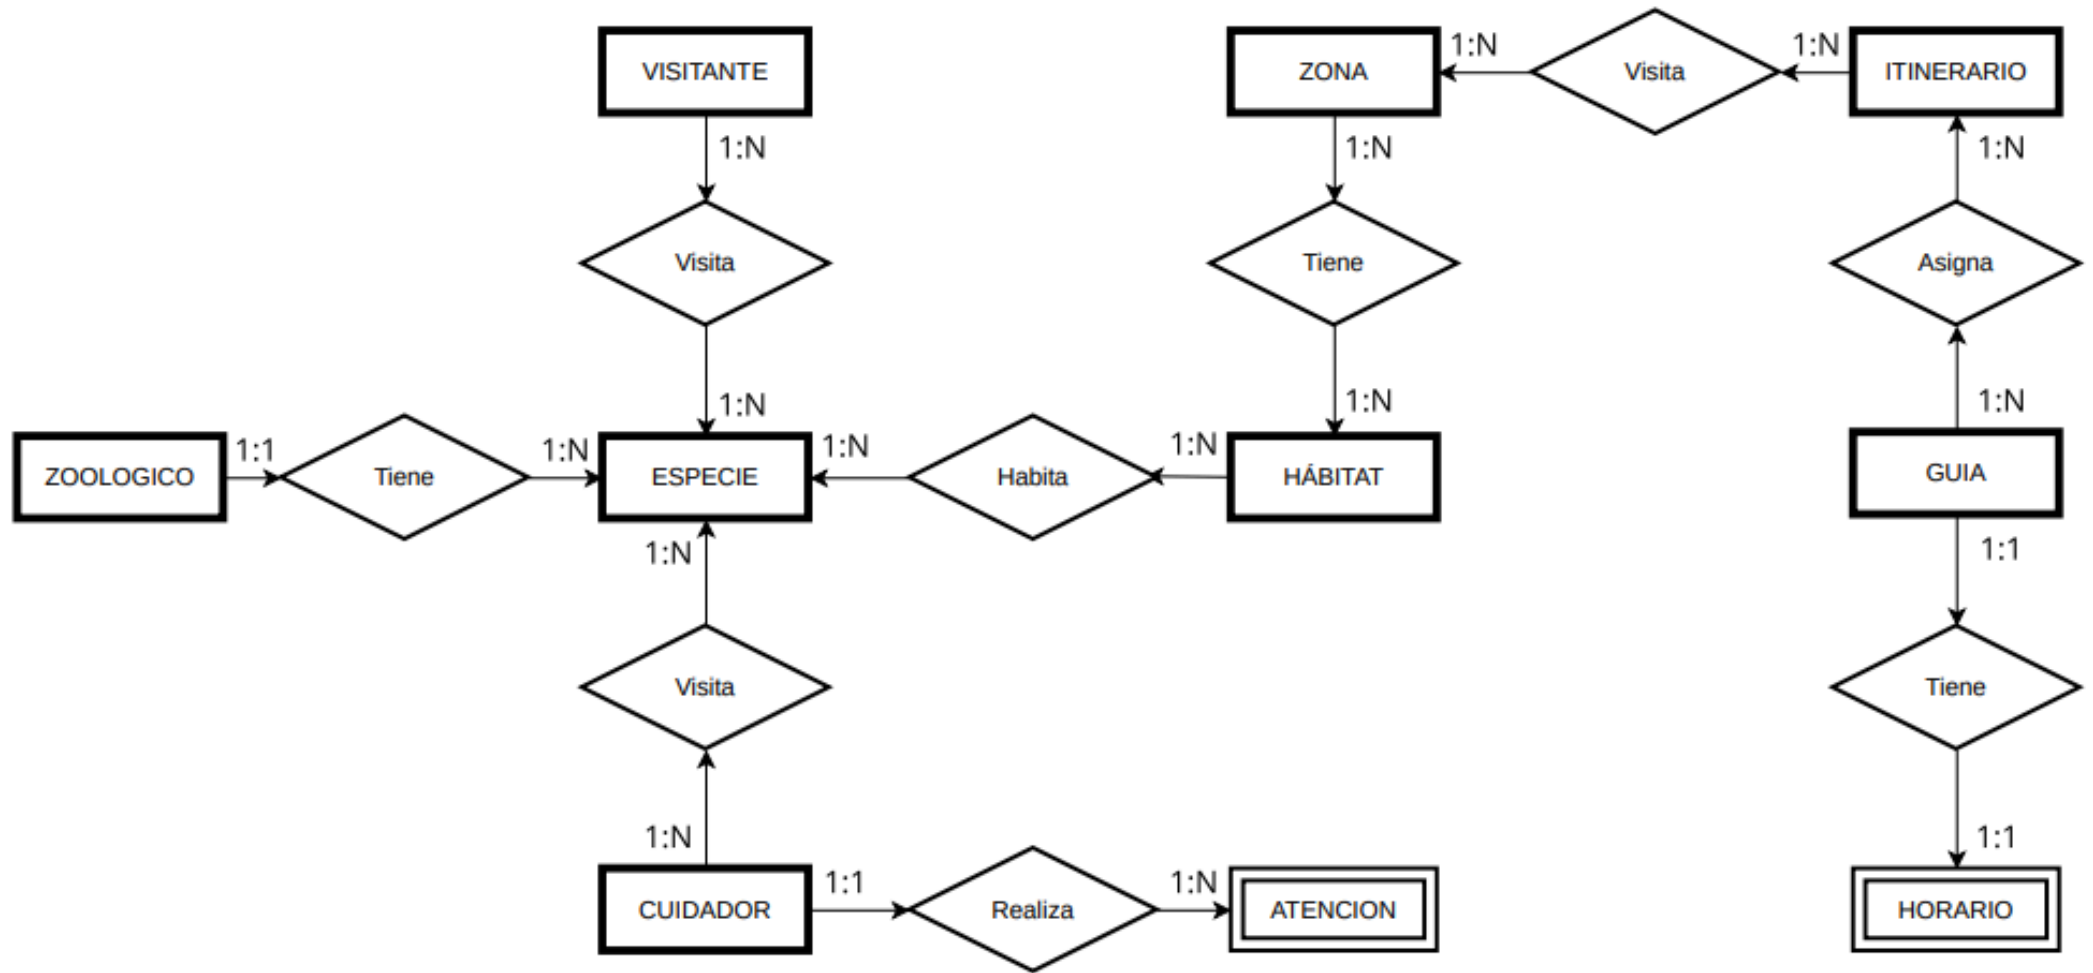 VISITANTE
ZONA
1:N
Visita
1:N
ITINERARIO
1:N
1:N
1:N
Visita
Tiene
Asigna
1:N
1:N
1:N
ZOOLOGICO
1:1
Tiene
1:N
ESPECIE
1:N
Habita
1:N
HÁBITAT
GUIA
1:N
1:1
Visita
Tiene
1:N
1:1
CUIDADOR
1:1
Realiza
1:N
ATENCION
HORARIO